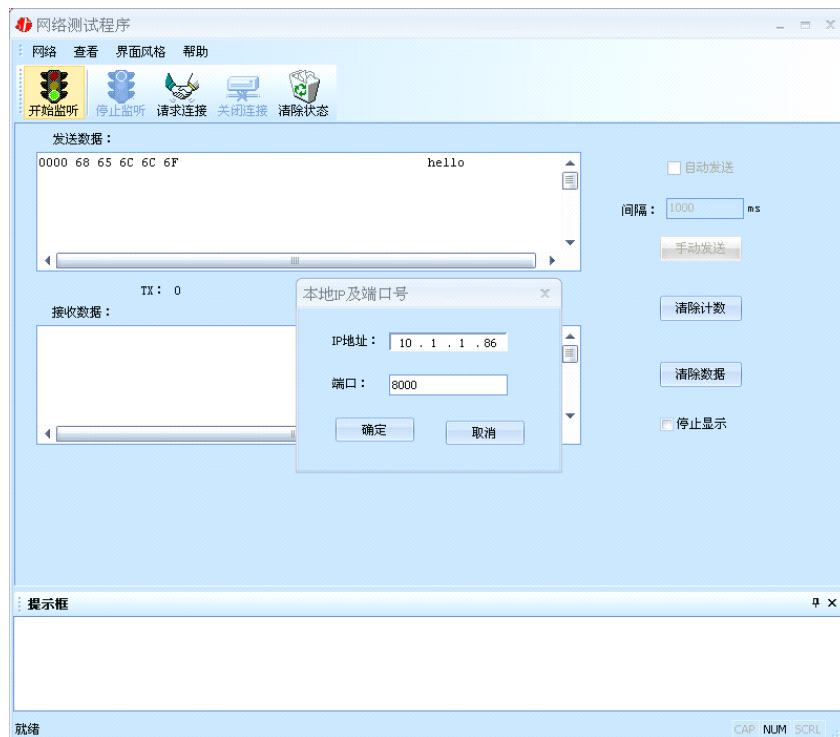 网络测试程序
网络 查看 界面风格 帮助
开始监听 停止监听 请求连接 关闭连接 清除状态
发送数据：
0000 68 65 6C 6C 6F hello
自动发送
间隔： 1000 ms
手动发送
TX： 0
接收数据：
清除计数
清除数据
停止显示
本地IP及端口号
IP地址： 10 . 1 . 1 .86
端口： 8000
确定 取消
提示框
就绪
CAP NUM SCRL